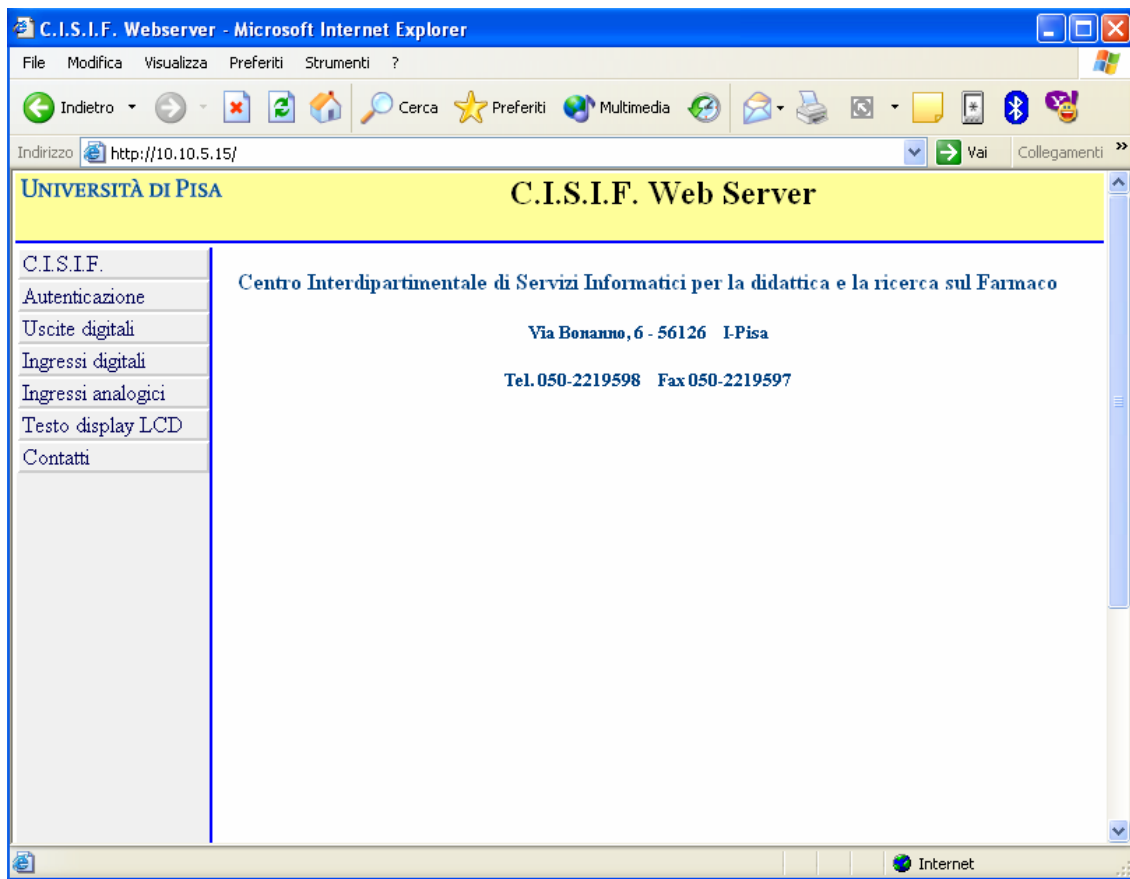 C.I.S.I.F. Webserver - Microsoft Internet Explorer
File Modifica Visualizza Preferiti Strumenti ?
Indietro Cerca Preferiti Multimedia
Indirizzo http://10.10.5.15/ Vai Collegamenti »
UNIVERSITÀ DI PISA C.I.S.I.F. Web Server
C.I.S.I.F.
Autenticazione
Uscite digitali
Ingressi digitali
Ingressi analogici
Testo display LCD
Contatti
Centro Interdipartimentale di Servizi Informatici per la didattica e la ricerca sul Farmaco
Via Bonanno, 6 - 56126 I-Pisa
Tel. 050-2219598 Fax 050-2219597
Internet